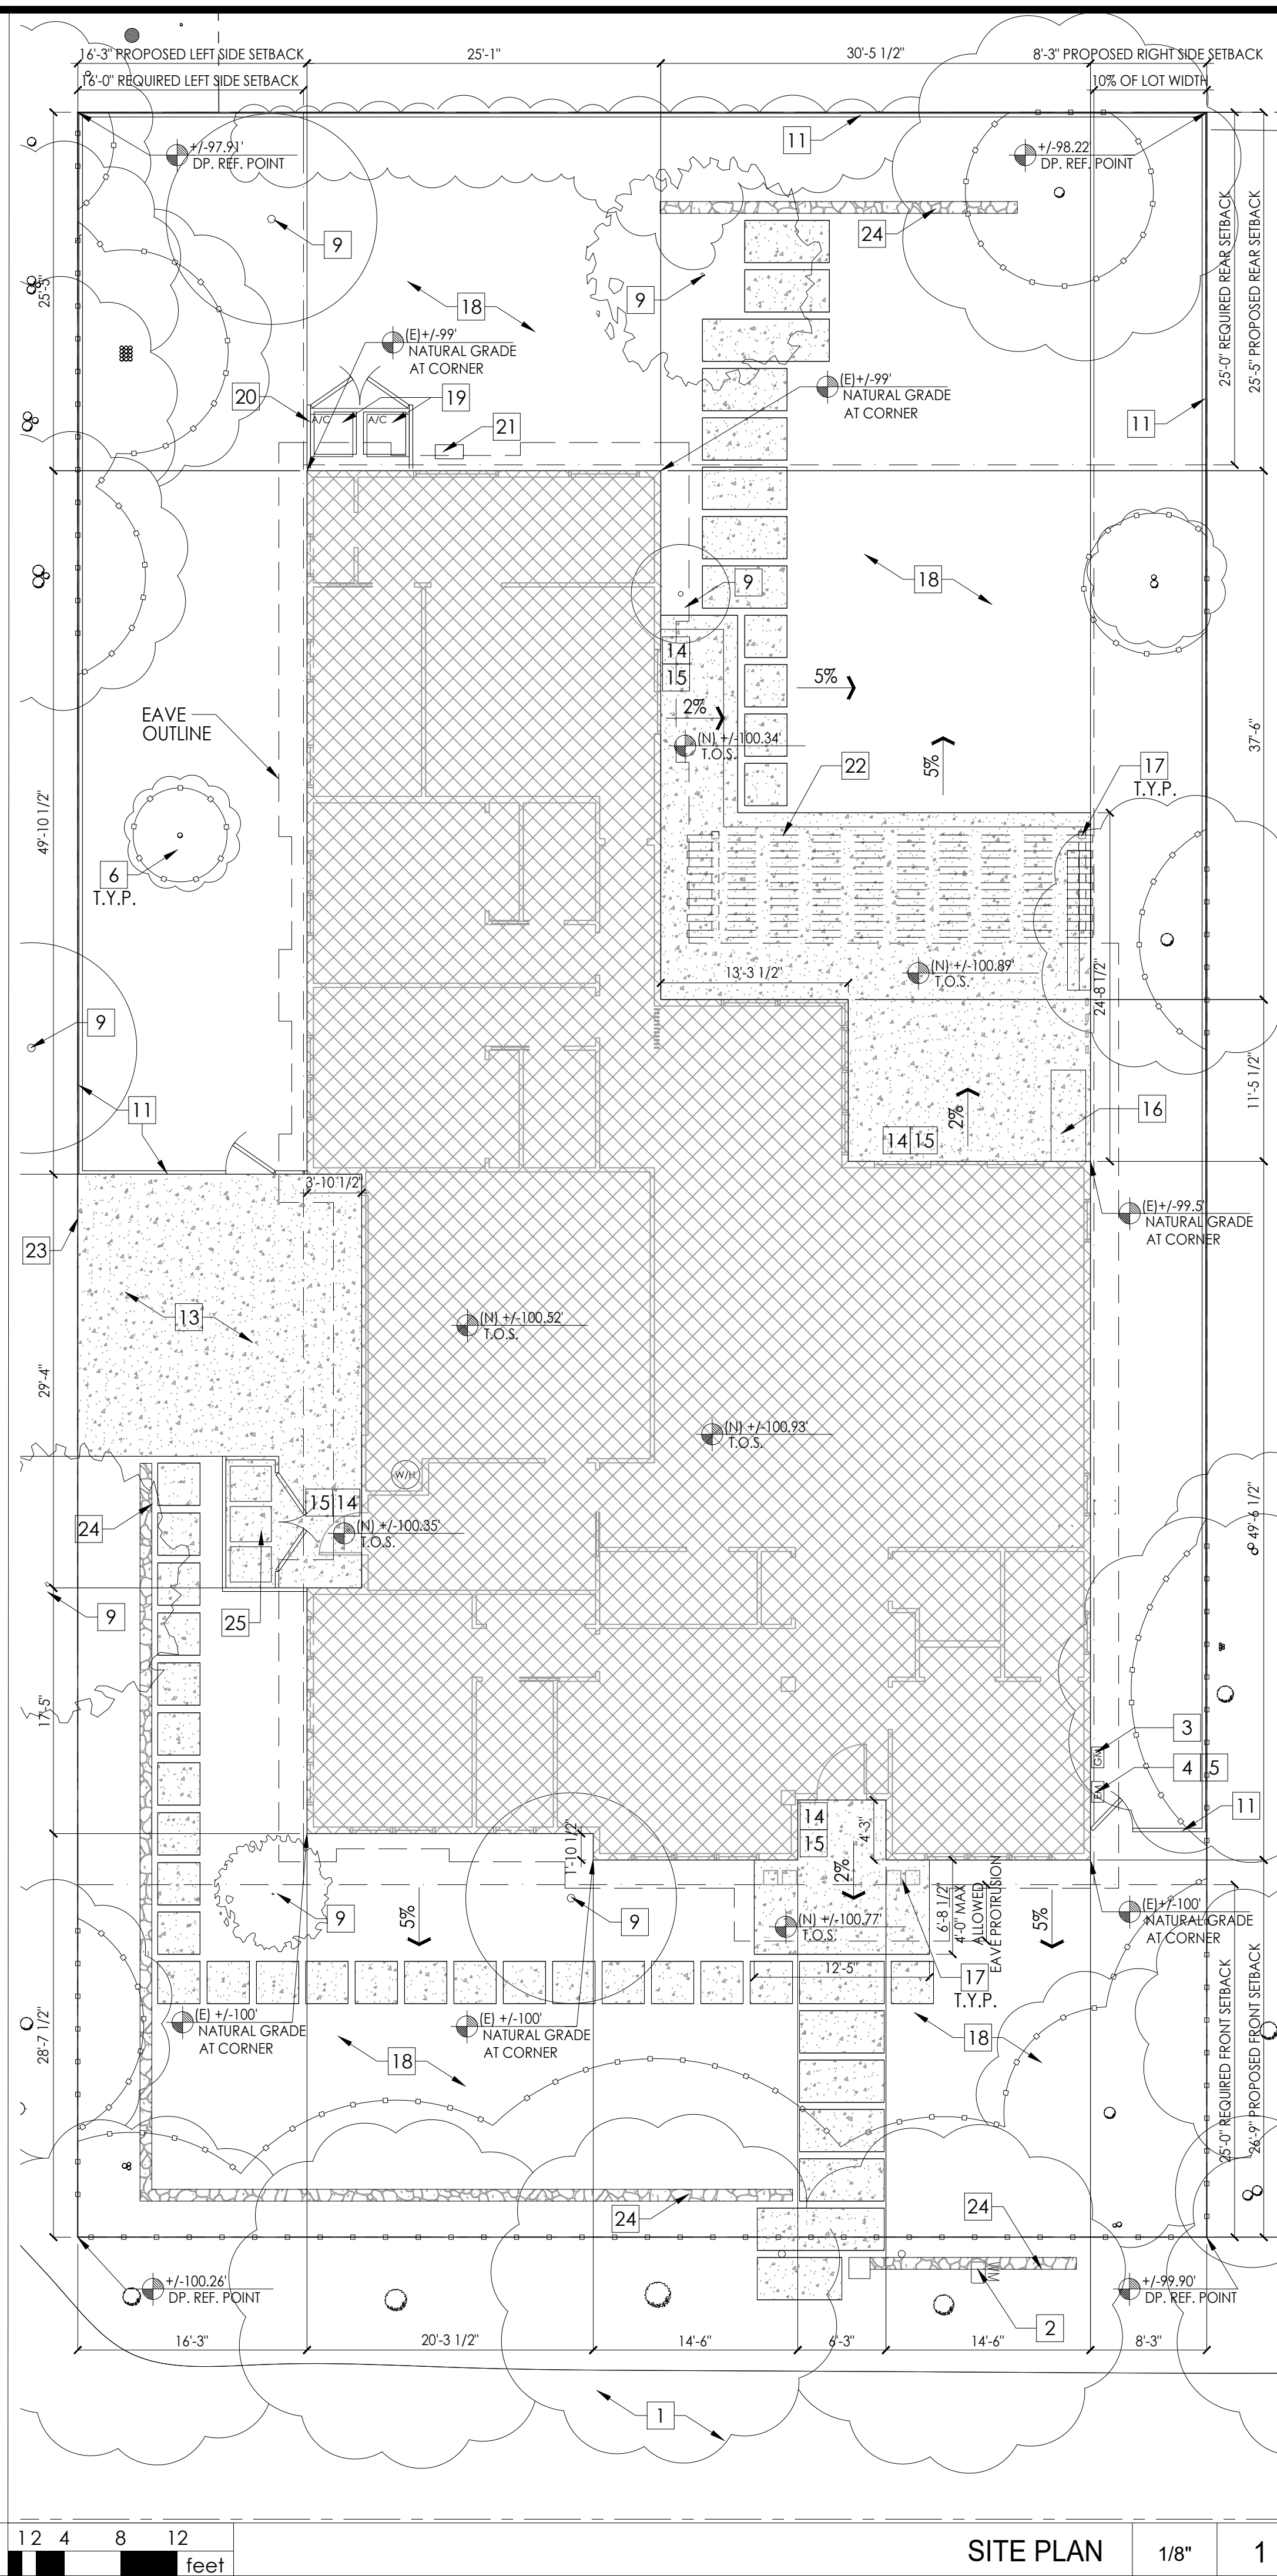 16'-3" PROPOSED LEFT SIDE SETBACK
25'-1"
30'-5 1/2"
8'-3" PROPOSED RIGHT SIDE SETBACK
16'-0" REQUIRED LEFT SIDE SETBACK
10% OF LOT WIDTH
+/-97.91'
DP. REF. POINT
11
+/-98.22'
DP. REF. POINT
9
24
25'-0" REQUIRED REAR SETBACK
25'-5" PROPOSED REAR SETBACK
25'-5"
18
9
(E)+/-99'
NATURAL GRADE
AT CORNER
(E)+/-99'
NATURAL GRADE
AT CORNER
20
19
A/C
A/C
21
11
9
18
14
15
5%
2%
EAVE
OUTLINE
(N) +/-100.34'
T.O.S.
37'-6"
22
5%
17
T.Y.P.
49'-10 1/2"
6
T.Y.P.
13'-3 1/2"
(N) +/-100.89'
T.O.S.
24'-8 1/2"
9
11
11'-5 1/2"
2%
16
14 15
3'-10 1/2"
(E)+/-99.5'
NATURAL GRADE
AT CORNER
23
13
(N) +/-100.52'
T.O.S.
29'-4"
(N) +/-100.93'
T.O.S.
W/H
15 14
24
(N) +/-100.35'
T.O.S.
49'-6 1/2"
9
25
17'-5"
3
GM
4 5
EM
11
14
15
4'-3"
1'-10 1/2"
2%
9
5%
9
(N) +/-100.77'
T.O.S.
6'-8 1/2"
4'-0" MAX
ALLOWED
EAVE PROTRUSION
5%
(E)+/-100'
NATURAL GRADE
AT CORNER
12'-5"
17
T.Y.P.
28'-7 1/2"
(E) +/-100'
NATURAL GRADE
AT CORNER
(E) +/-100'
NATURAL GRADE
AT CORNER
18
18
25'-0" REQUIRED FRONT SETBACK
26'-9" PROPOSED FRONT SETBACK
24
24
+/-100.26'
DP. REF. POINT
WM
+/-99.90'
DP. REF. POINT
2
16'-3"
20'-3 1/2"
14'-6"
6'-3"
14'-6"
8'-3"
1
1 2 4 8 12
feet
SITE PLAN
1/8"
1